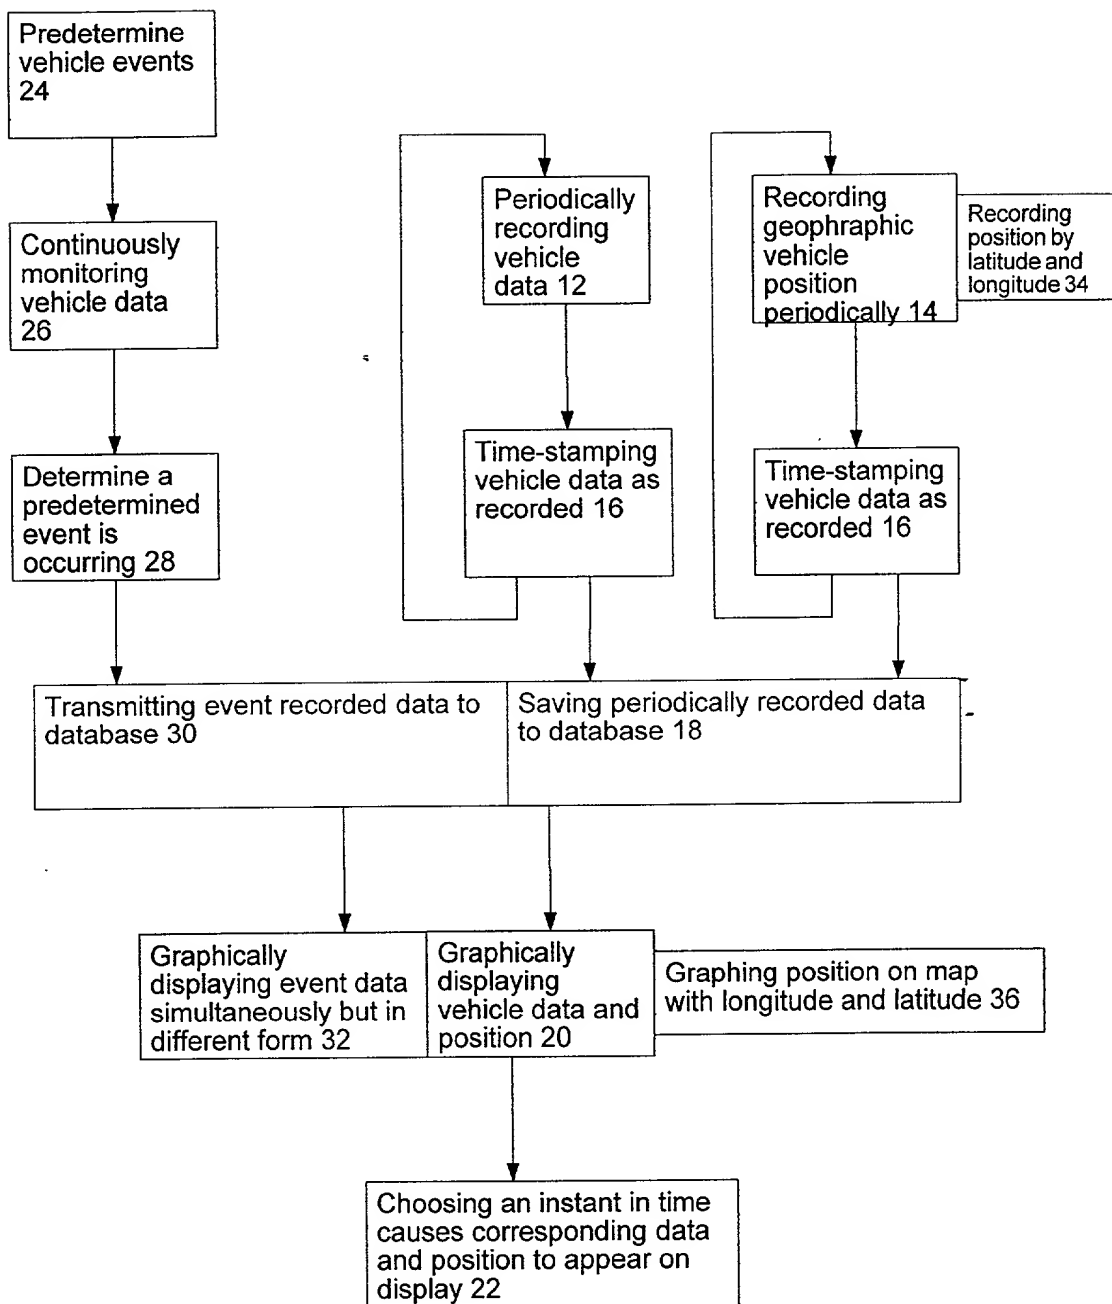 Predetermine
vehicle events
24
Continuously
monitoring
vehicle data
26
Determine a
predetermined
event is
occurring 28
Periodically
recording
vehicle
data 12
Time-stamping
vehicle data as
recorded 16
Recording
geophraphic
vehicle
position
periodically 14
Recording
position by
latitude and
longitude 34
Time-stamping
vehicle data as
recorded 16
Transmitting event recorded data to
database 30
Saving periodically recorded data
to database 18
Graphically
displaying event data
simultaneously but in
different form 32
Graphically
displaying
vehicle data and
position 20
Graphing position on map
with longitude and latitude 36
Choosing an instant in time
causes corresponding data
and position to appear on
display 22